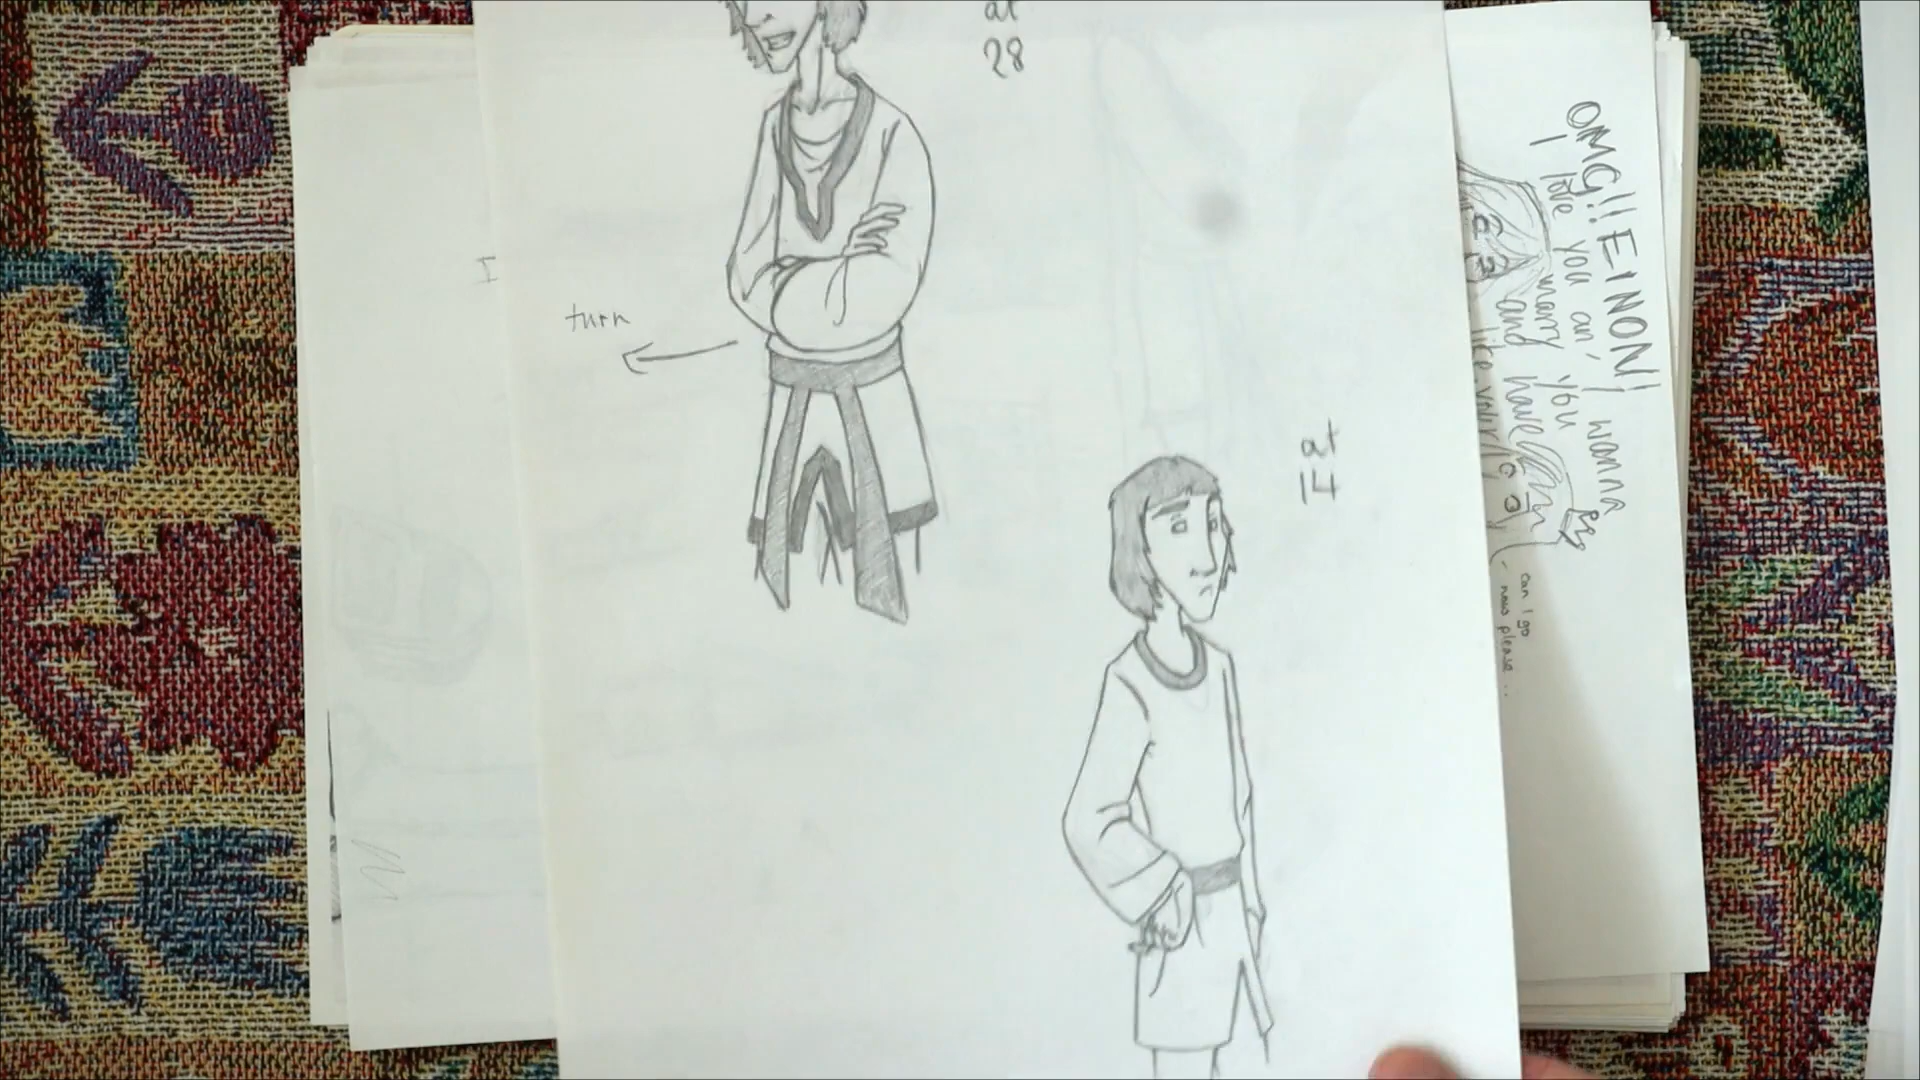 at
28
turn
at
14
OMG!! EINON!
I love you an' I wanna
marry you
and have
like your
can I go
now please..